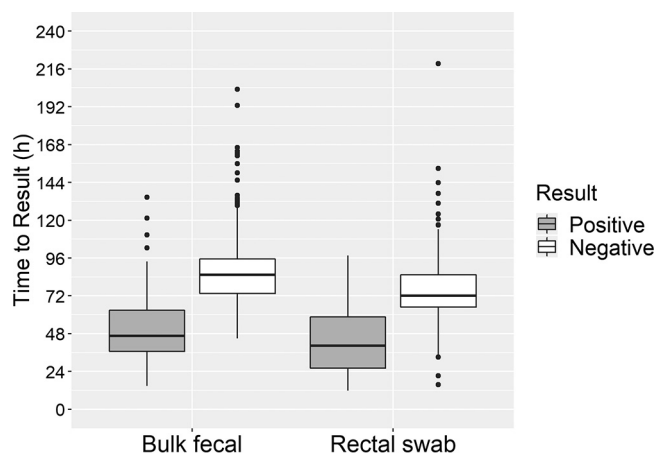 Time to Result (h)
240
216
192
168
144
120
96
72
48
24
0
Bulk fecal
Rectal swab
Result
Positive
Negative